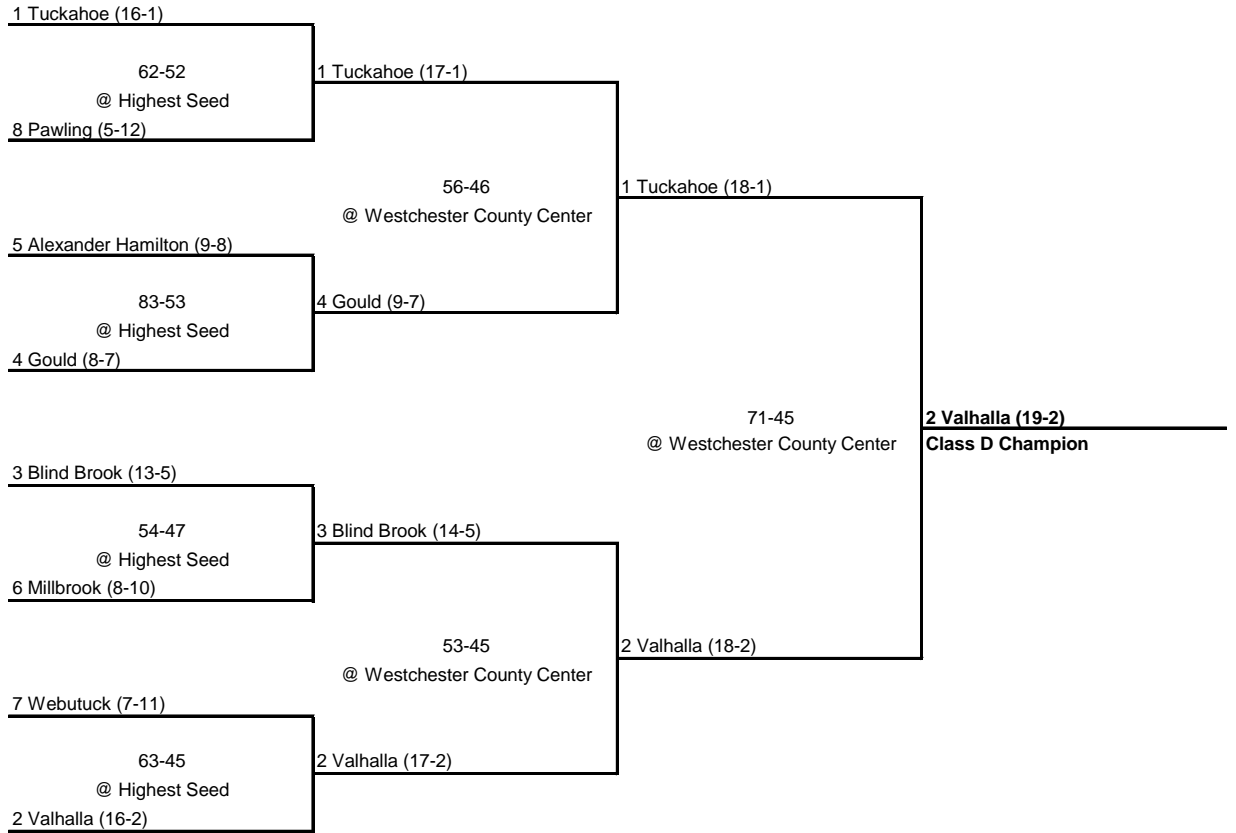 1 Tuckahoe (16-1)
62-52
@ Highest Seed
1 Tuckahoe (17-1)
8 Pawling (5-12)
56-46
@ Westchester County Center
1 Tuckahoe (18-1)
5 Alexander Hamilton (9-8)
83-53
@ Highest Seed
4 Gould (9-7)
4 Gould (8-7)
71-45
@ Westchester County Center
2 Valhalla (19-2)
Class D Champion
3 Blind Brook (13-5)
54-47
@ Highest Seed
3 Blind Brook (14-5)
6 Millbrook (8-10)
53-45
@ Westchester County Center
2 Valhalla (18-2)
7 Webutuck (7-11)
63-45
@ Highest Seed
2 Valhalla (17-2)
2 Valhalla (16-2)